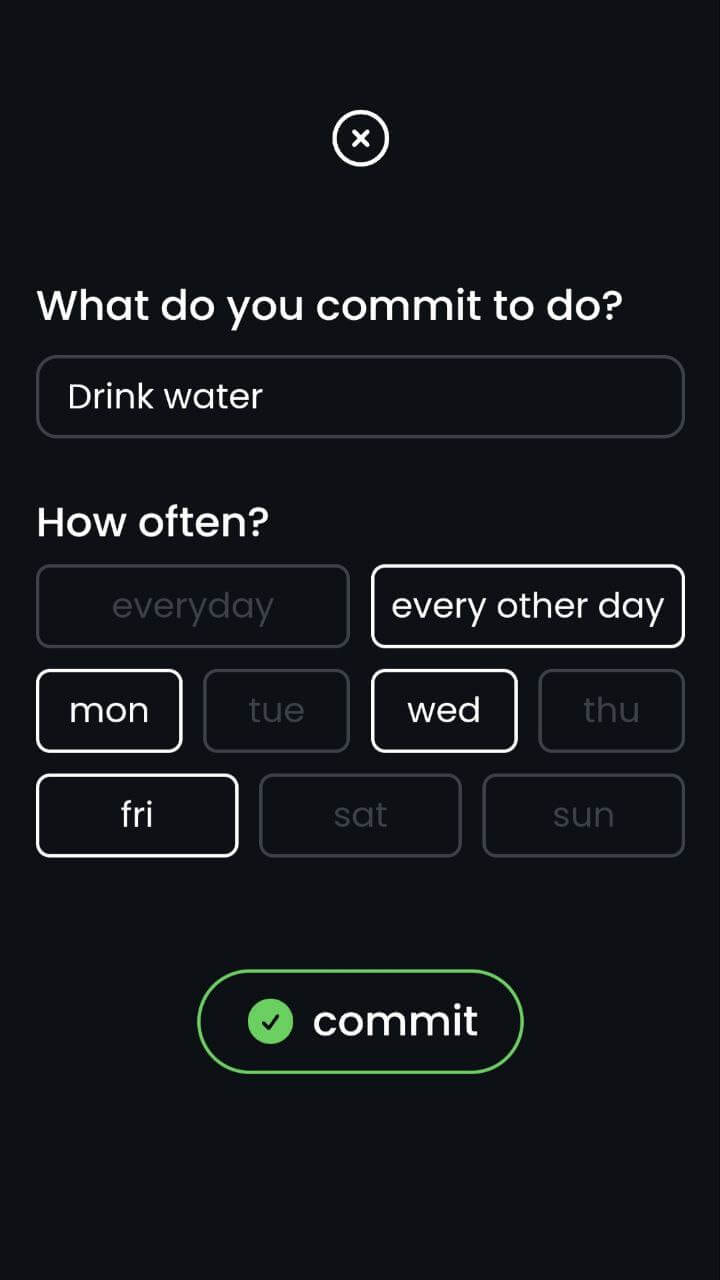 What do you commit to do?
Drink water
How often?
everyday every other day
mon tue wed thu
fri sat sun
commit